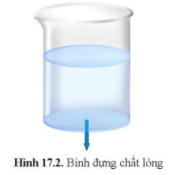 Hình 17.2. Bình đựng chất lỏng